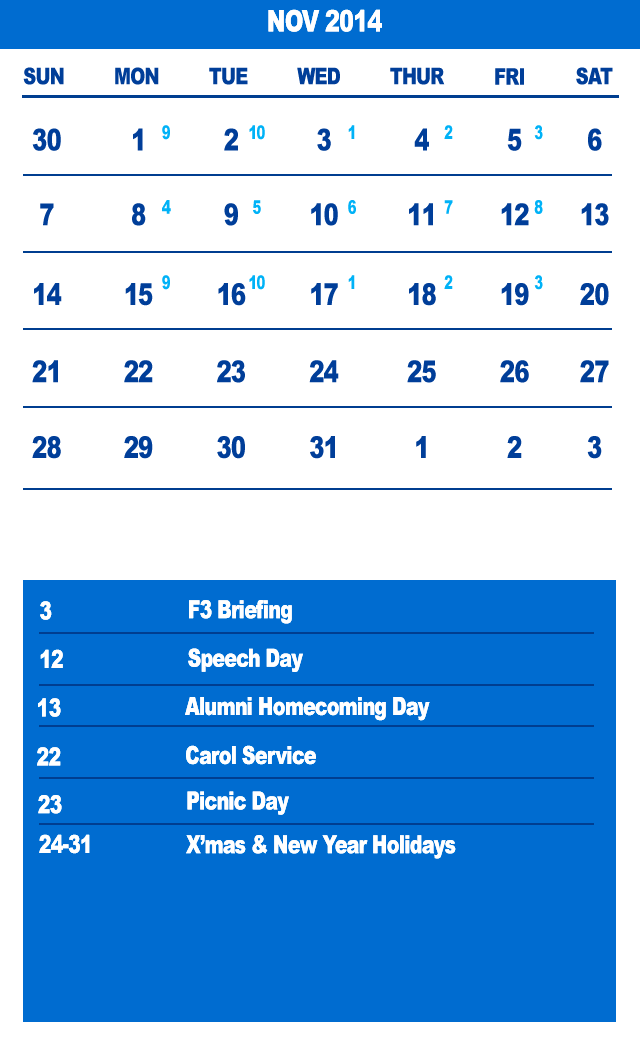 NOV 2014
SUN MON TUE WED THUR FRI SAT
30 1 9 2 10 3 1 4 2 5 3 6
7 8 4 9 5 10 6 11 7 12 8 13
14 15 9 16 10 17 1 18 2 19 3 20
21 22 23 24 25 26 27
28 29 30 31 1 2 3
3 F3 Briefing
12 Speech Day
13 Alumni Homecoming Day
22 Carol Service
23 Picnic Day
24-31 X'mas & New Year Holidays